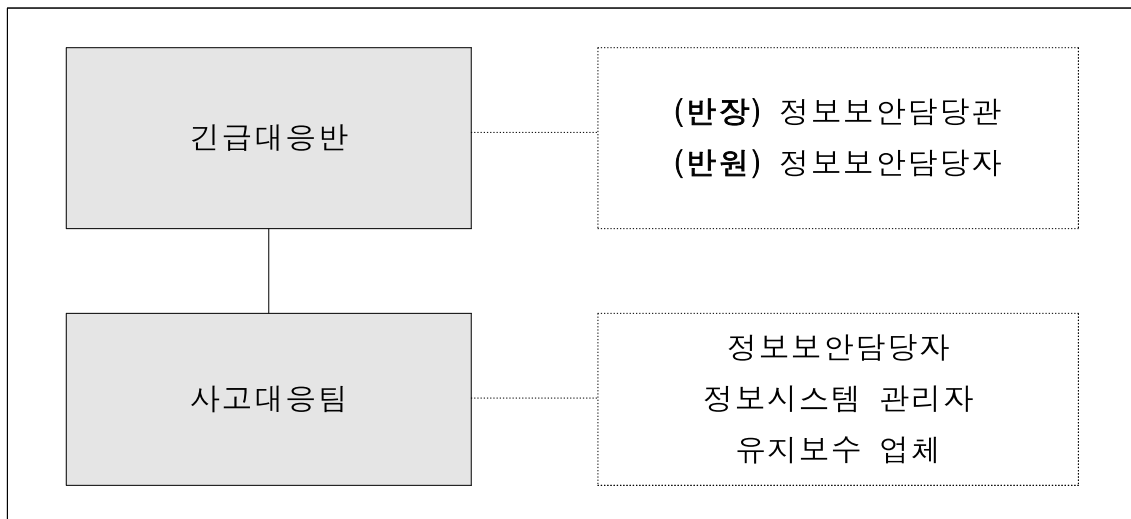 긴급대응반
(반장) 정보보안담당관
(반원) 정보보안담당자
사고대응팀
정보보안담당자
정보시스템 관리자
유지보수 업체